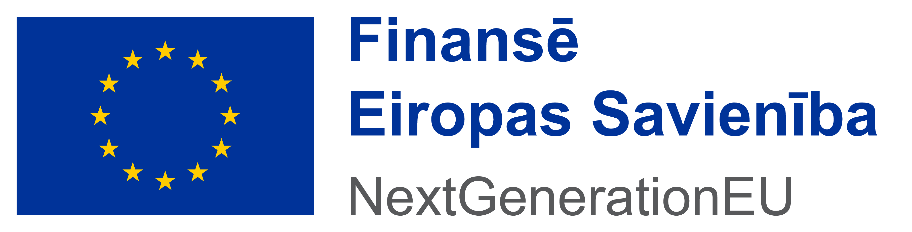 Finansē
Eiropas Savienība
NextGenerationEU